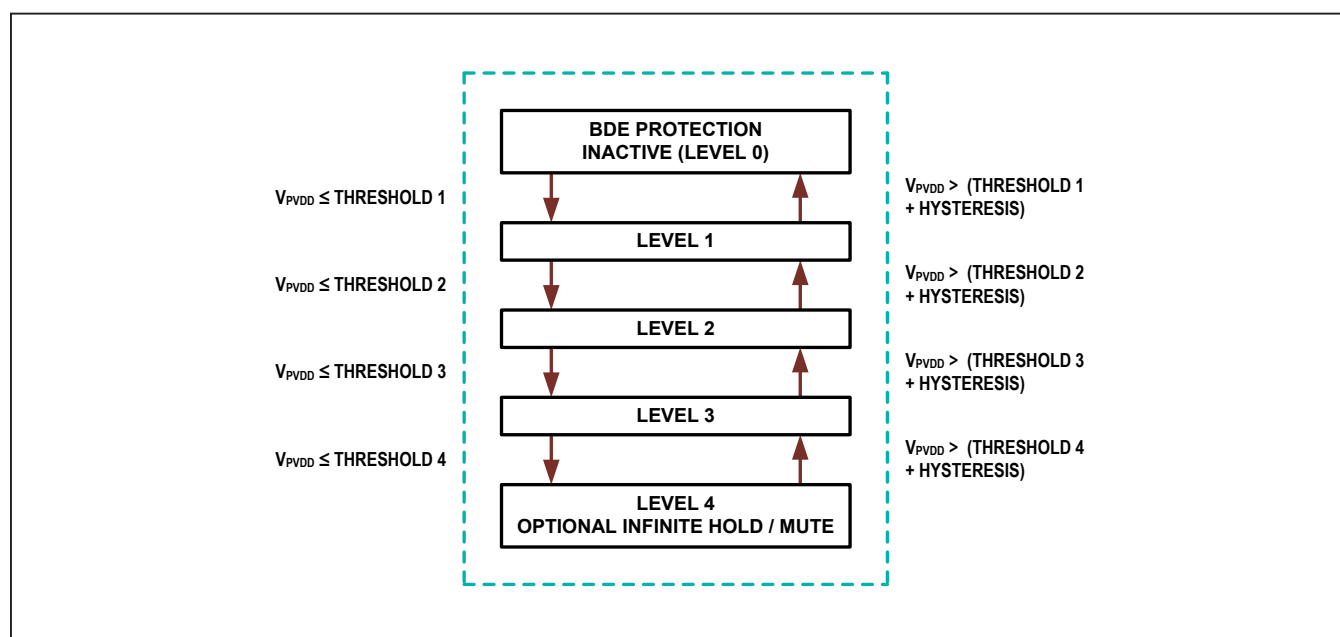 BDE PROTECTION
INACTIVE (LEVEL 0)
VPVDD ≤ THRESHOLD 1
VPVDD > (THRESHOLD 1
+ HYSTERESIS)
LEVEL 1
VPVDD ≤ THRESHOLD 2
VPVDD > (THRESHOLD 2
+ HYSTERESIS)
LEVEL 2
VPVDD ≤ THRESHOLD 3
VPVDD > (THRESHOLD 3
+ HYSTERESIS)
LEVEL 3
VPVDD ≤ THRESHOLD 4
VPVDD > (THRESHOLD 4
+ HYSTERESIS)
LEVEL 4
OPTIONAL INFINITE HOLD / MUTE